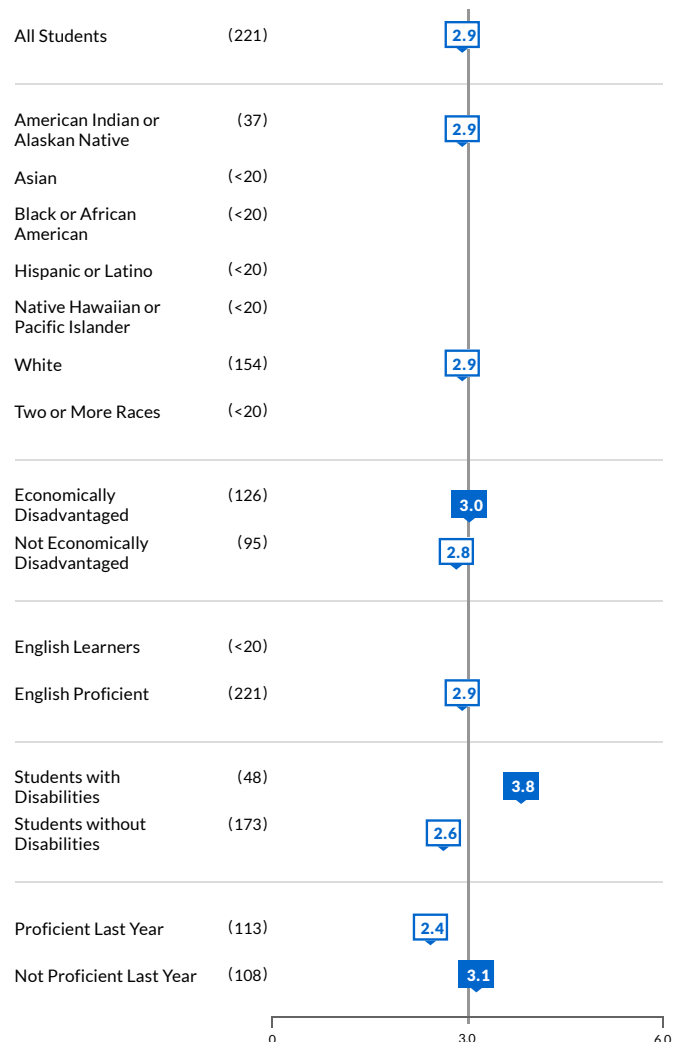 All Students (221) 2.9
American Indian or (37) 2.9
Alaskan Native
Asian (<20)
Black or African (<20)
American
Hispanic or Latino (<20)
Native Hawaiian or (<20)
Pacific Islander
White (154) 2.9
Two or More Races (<20)
Economically (126) 3.0
Disadvantaged
Not Economically (95) 2.8
Disadvantaged
English Learners (<20)
English Proficient (221) 2.9
Students with (48) 3.8
Disabilities
Students without (173) 2.6
Disabilities
Proficient Last Year (113) 2.4
Not Proficient Last Year (108) 3.1
0 3.0 6.0